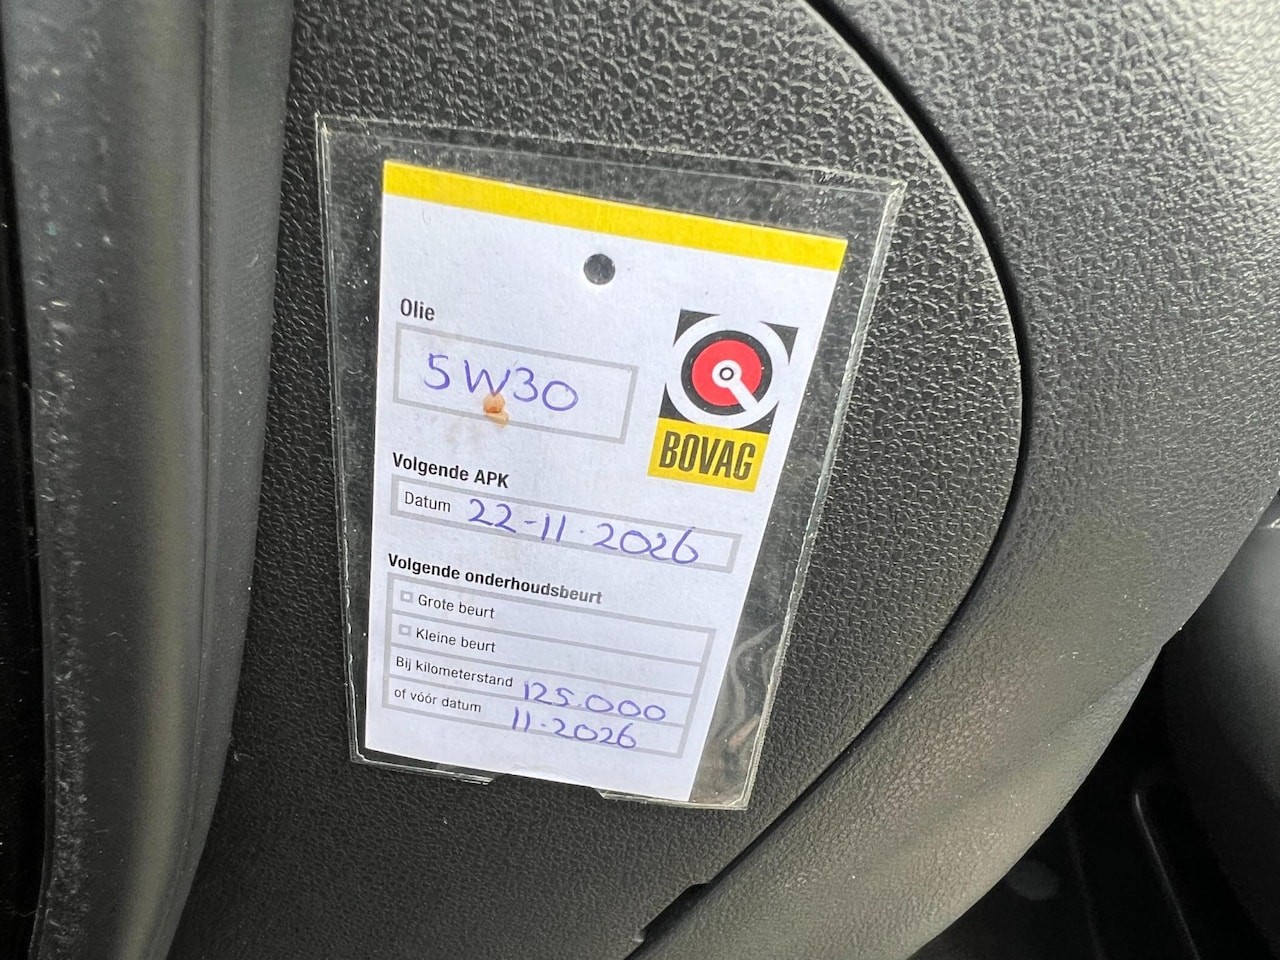 Olie
5W30
BOVAG
Volgende APK
Datum 22-11-2026
Volgende onderhoudsbeurt
Grote beurt
Kleine beurt
Bij kilometerstand 125.000
of vóór datum 11-2026